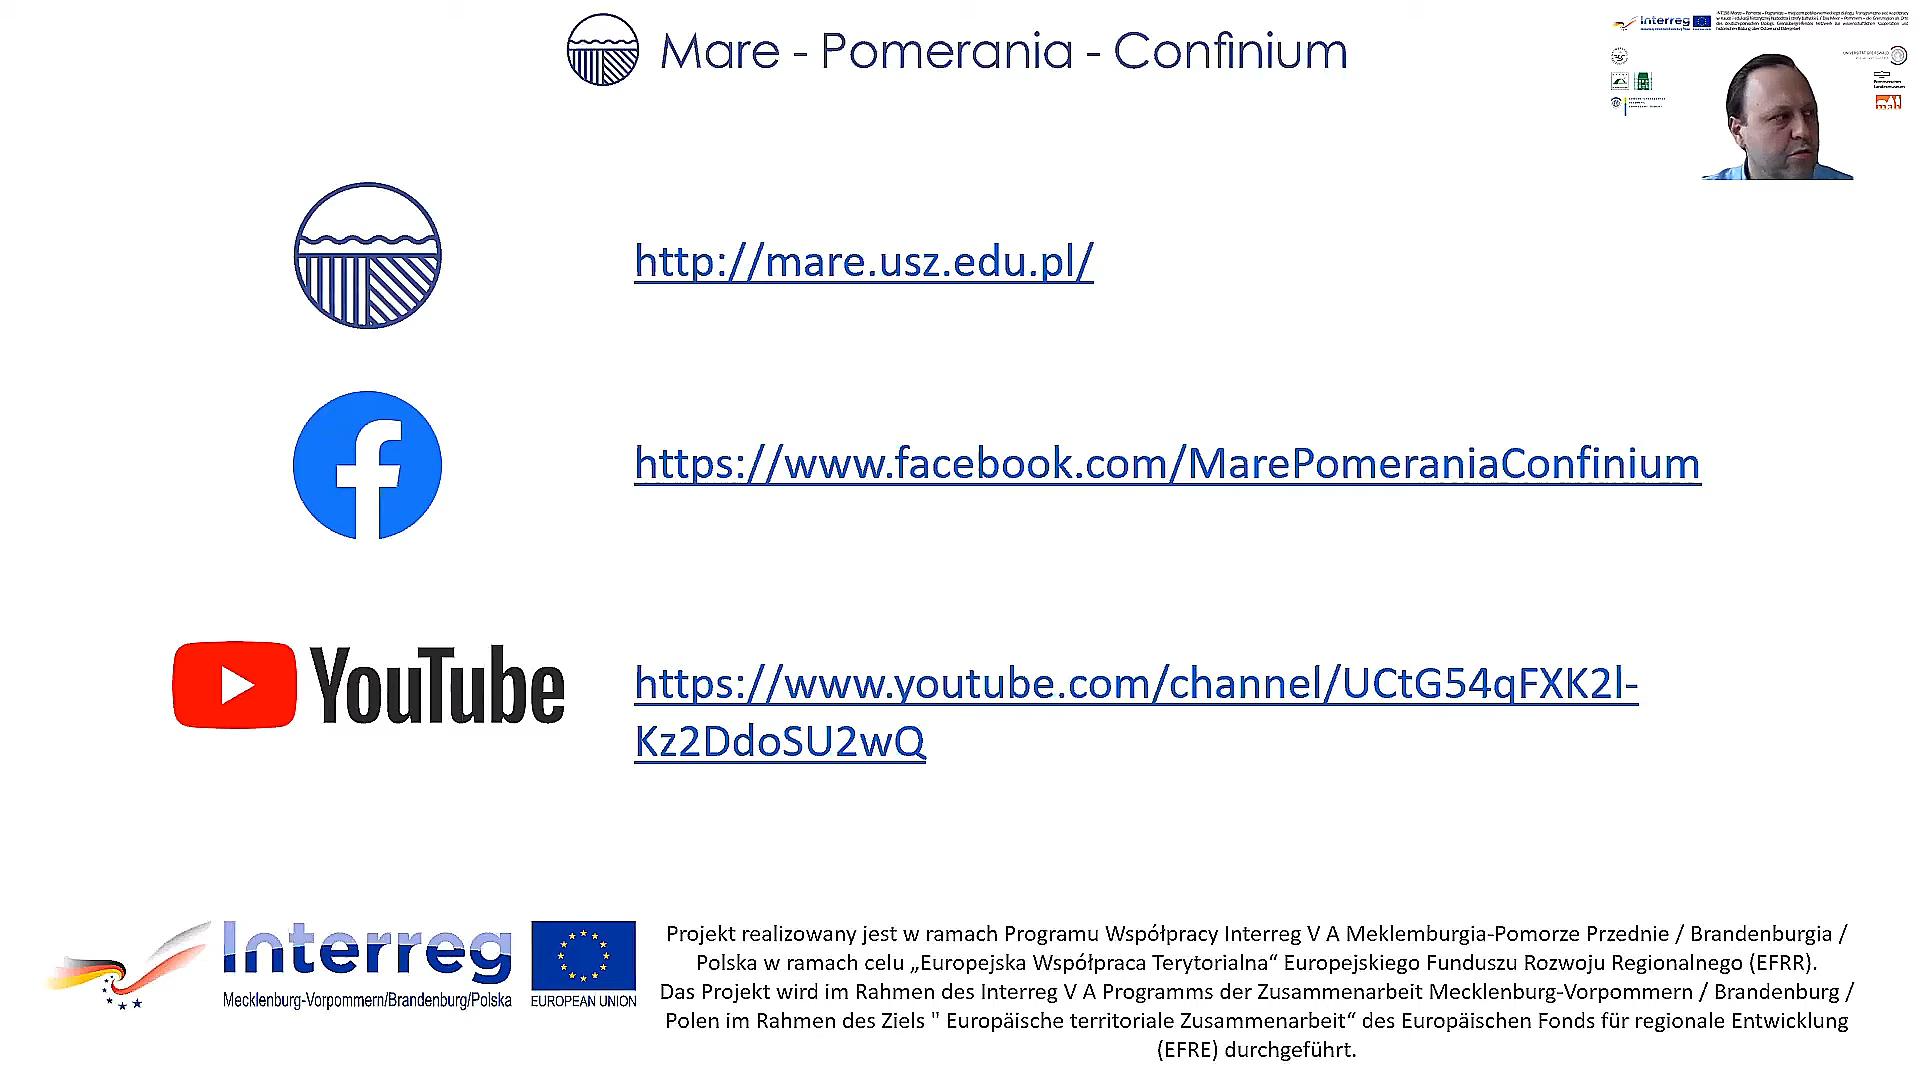 Mare - Pomerania - Confinium
http://mare.usz.edu.pl/
https://www.facebook.com/MarePomeraniaConfinium
YouTube
https://www.youtube.com/channel/UCtG54qFXK2l-
Kz2DdoSU2wQ
Interreg
Mecklenburg-Vorpommern/Brandenburg/Polska
EUROPEAN UNION
Projekt realizowany jest w ramach Programu Współpracy Interreg V A Meklemburgia-Pomorze Przednie / Brandenburgia /
Polska w ramach celu „Europejska Współpraca Terytorialna“ Europejskiego Funduszu Rozwoju Regionalnego (EFRR).
Das Projekt wird im Rahmen des Interreg V A Programms der Zusammenarbeit Mecklenburg-Vorpommern / Brandenburg /
Polen im Rahmen des Ziels " Europäische territoriale Zusammenarbeit“ des Europäischen Fonds für regionale Entwicklung
(EFRE) durchgeführt.
Interreg